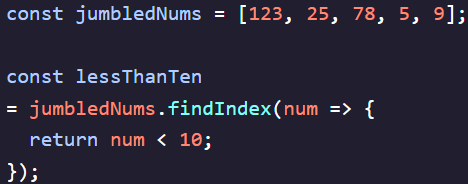 const jumbledNums = [123, 25, 78, 5, 9];

const lessThanTen
= jumbledNums.findIndex(num => {
  return num < 10;
});